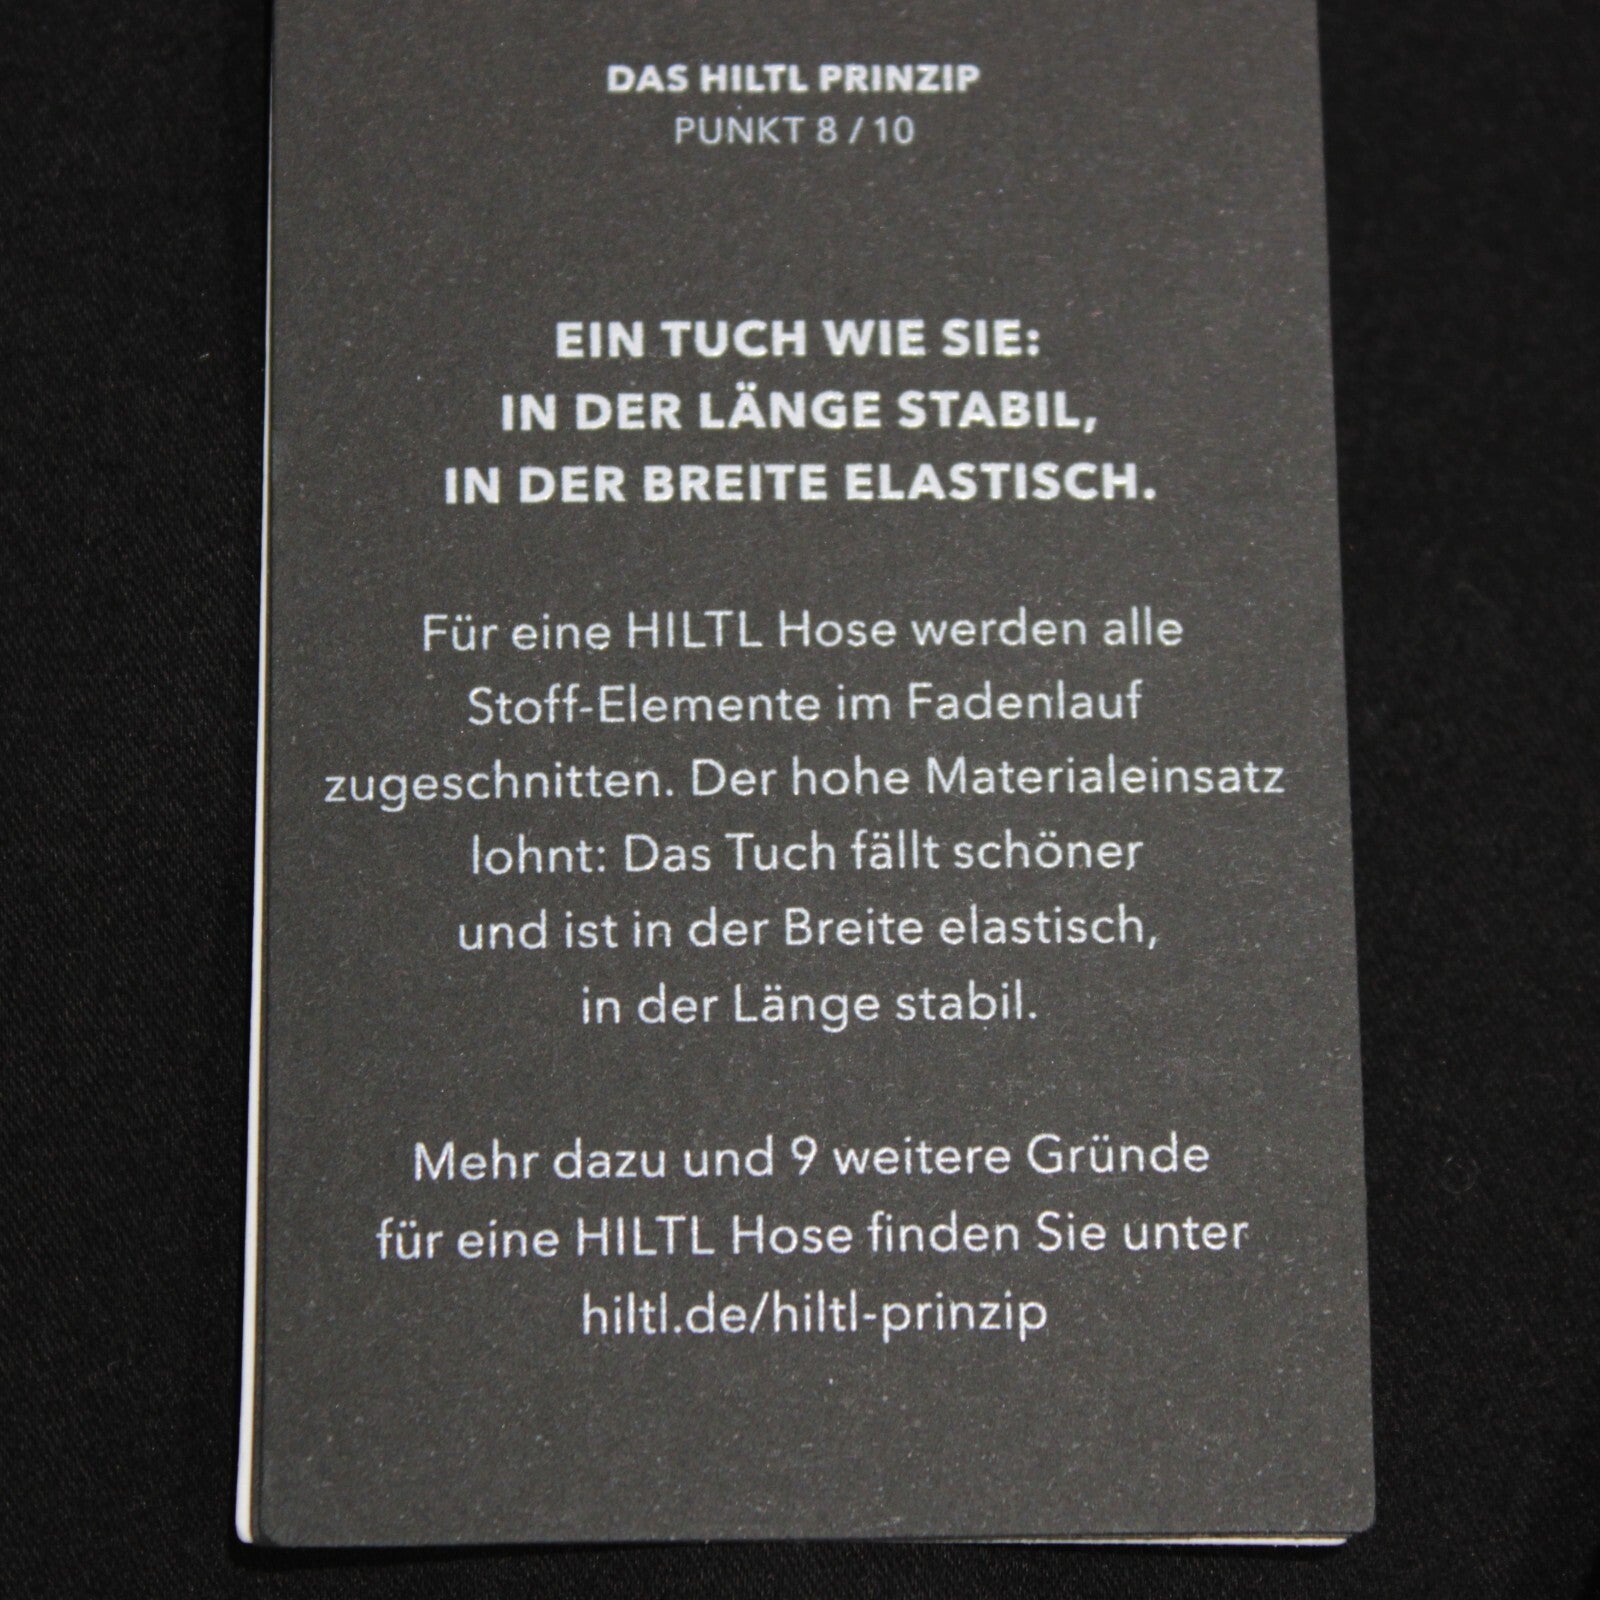 DAS HILTL PRINZIP
PUNKT 8 / 10
EIN TUCH WIE SIE:
IN DER LÄNGE STABIL,
IN DER BREITE ELASTISCH.
Für eine HILTL Hose werden alle
Stoff-Elemente im Fadenlauf
zugeschnitten. Der hohe Materialeinsatz
lohnt: Das Tuch fällt schöner
und ist in der Breite elastisch,
in der Länge stabil.
Mehr dazu und 9 weitere Gründe
für eine HILTL Hose finden Sie unter
hiltl.de/hiltl-prinzip